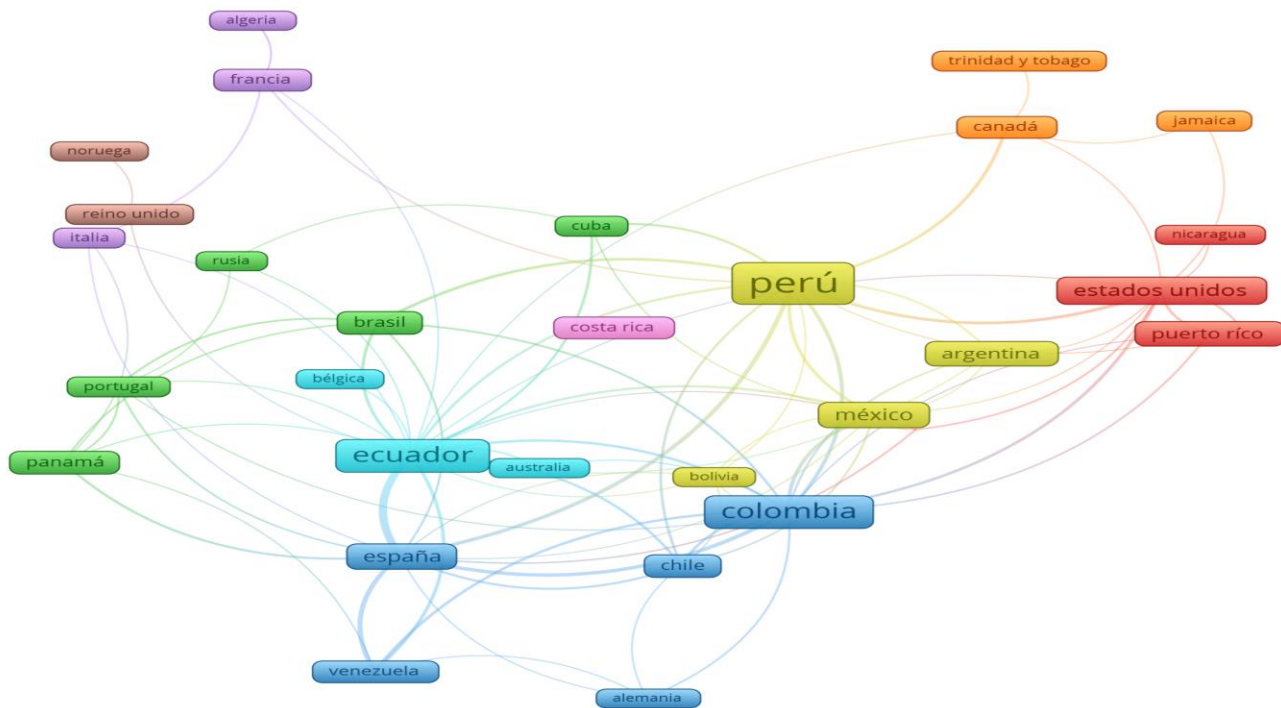 algeria
francia
trinidad y tobago
canadá
jamaica
noruega
reino unido
italia
cuba
nicaragua
rusia
perú
estados unidos
brasil
costa rica
puerto ríco
argentina
bélgica
portugal
méxico
ecuador
panamá
australia
bolivia
colombia
españa
chile
venezuela
alemania